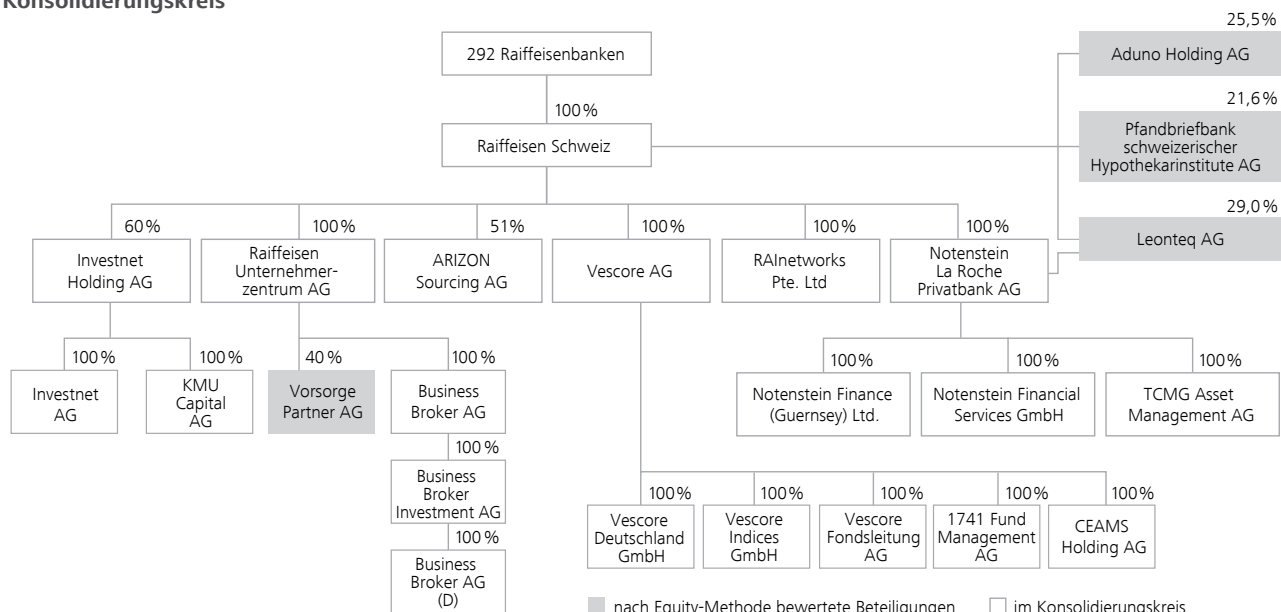 Konsolidierungskreis
25,5%
292 Raiffeisenbanken
Aduno Holding AG
100%
21,6%
Raiffeisen Schweiz
Pfandbriefbank
schweizerischer
Hypothekarinstitute AG
29,0%
Leonteq AG
60%
100%
51%
100%
100%
100%
Investnet
Holding AG
Raiffeisen
Unternehmer-
zentrum AG
ARIZON
Sourcing AG
Vescore AG
RAInetworks
Pte. Ltd
Notenstein
La Roche
Privatbank AG
100%
100%
40%
100%
100%
100%
100%
Investnet
AG
KMU
Capital
AG
Vorsorge
Partner AG
Business
Broker AG
Notenstein Finance
(Guernsey) Ltd.
Notenstein Financial
Services GmbH
TCMG Asset
Management AG
100%
Business
Broker
Investment AG
100%
Business
Broker AG
(D)
100%
100%
100%
100%
100%
Vescore
Deutschland
GmbH
Vescore
Indices
GmbH
Vescore
Fondsleitung
AG
1741 Fund
Management
AG
CEAMS
Holding AG
nach Equity-Methode bewertete Beteiligungen
im Konsolidierungskreis